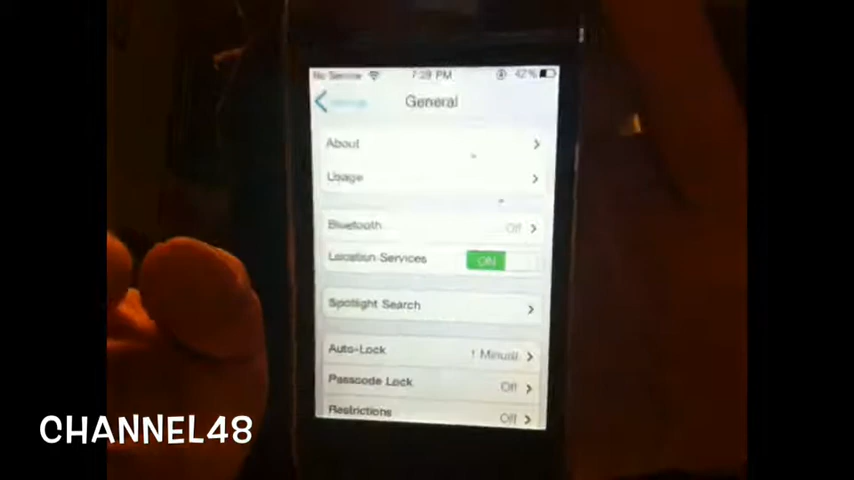 No Service 7:29 PM 42%
General
About
Usage
Bluetooth Off
Location Services ON
Spotlight Search
Auto-Lock 1 Minute
Passcode Lock Off
Restrictions Off
CHANNEL48